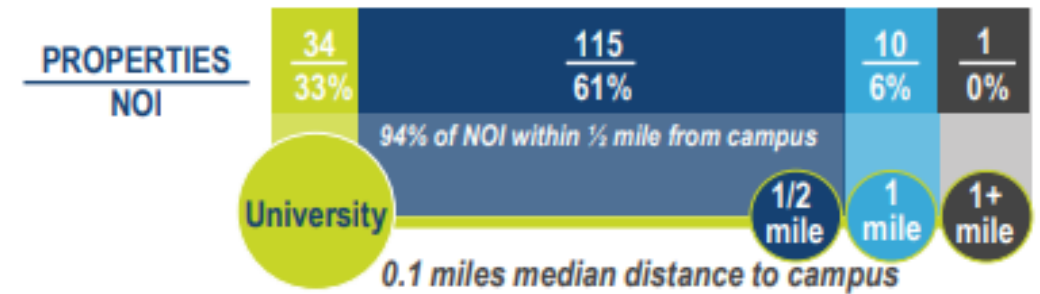 PROPERTIES
NOI
34
33%
115
61%
10
6%
1
0%
94% of NOI within ½ mile from campus
University
1/2
mile
1
mile
1+
mile
0.1 miles median distance to campus